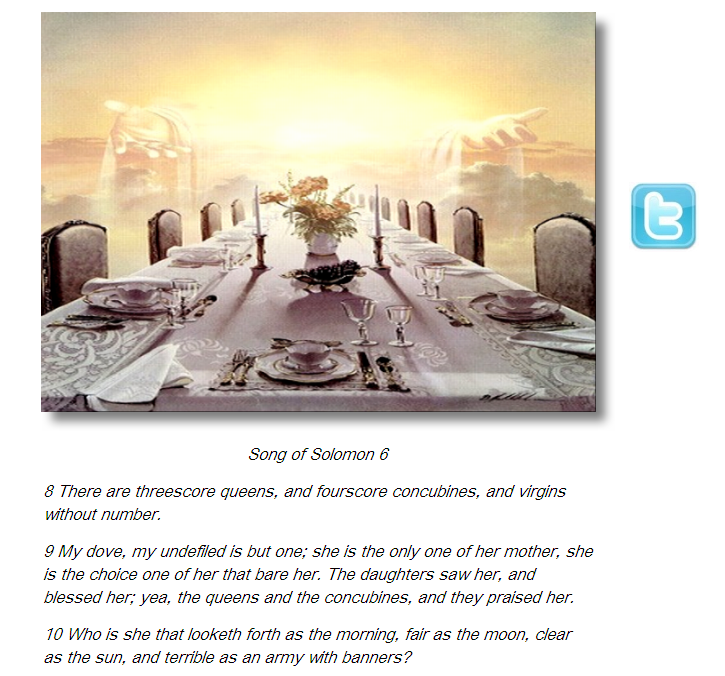 Song of Solomon 6
8 There are threescore queens, and fourscore concubines, and virgins
without number.
9 My dove, my undefiled is but one; she is the only one of her mother, she
is the choice one of her that bare her. The daughters saw her, and
blessed her; yea, the queens and the concubines, and they praised her.
10 Who is she that looketh forth as the morning, fair as the moon, clear
as the sun, and terrible as an army with banners?